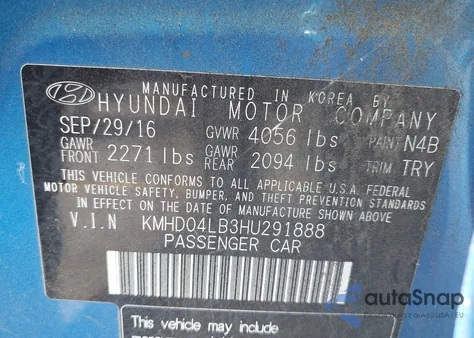 MANUFACTURED IN KOREA BY
HYUNDAI MOTOR COMPANY
SEP/29/16 GVWR 4056 lbs PAINT N4B
GAWR FRONT 2271 lbs GAWR REAR 2094 lbs TRIM TRY
THIS VEHICLE CONFORMS TO ALL APPLICABLE U.S.A. FEDERAL
MOTOR VEHICLE SAFETY, BUMPER, AND THEFT PREVENTION STANDARDS
IN EFFECT ON THE DATE OF MANUFACTURE SHOWN ABOVE.
V.I.N KMHD04LB3HU291888
PASSENGER CAR
autoSnap
This vehicle may include